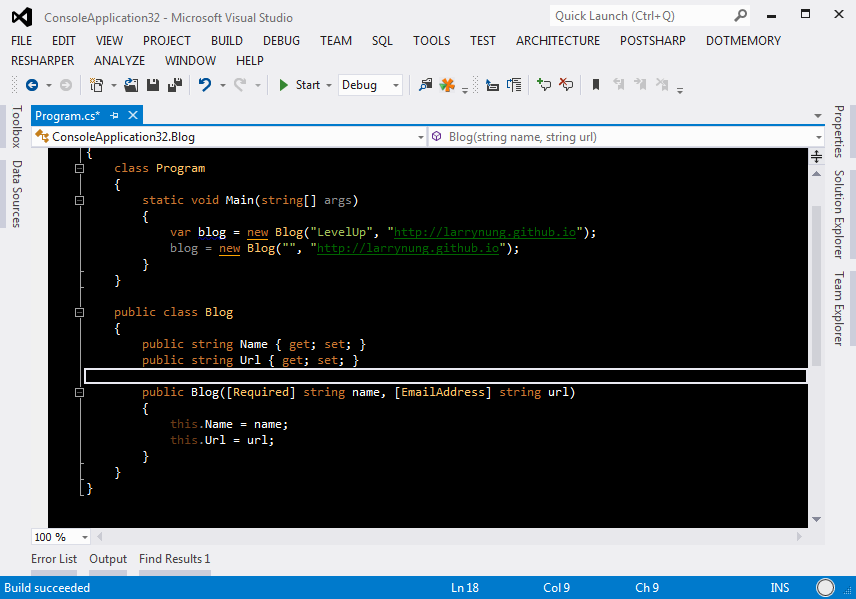 ConsoleApplication32 - Microsoft Visual Studio
Quick Launch (Ctrl+Q)
FILE EDIT VIEW PROJECT BUILD DEBUG TEAM SQL TOOLS TEST ARCHITECTURE POSTSHARP DOTMEMORY
RESHARPER ANALYZE WINDOW HELP
Start Debug
Toolbox
Data Sources
Program.cs*
ConsoleApplication32.Blog
Blog(string name, string url)
{
class Program
{
static void Main(string[] args)
{
var blog = new Blog("LevelUp", "http://larrynung.github.io");
blog = new Blog("", "http://larrynung.github.io");
}
}
public class Blog
{
public string Name { get; set; }
public string Url { get; set; }
public Blog([Required] string name, [EmailAddress] string url)
{
this.Name = name;
this.Url = url;
}
}
}
Properties
Solution Explorer
Team Explorer
100 %
Error List Output Find Results 1
Build succeeded Ln 18 Col 9 Ch 9 INS